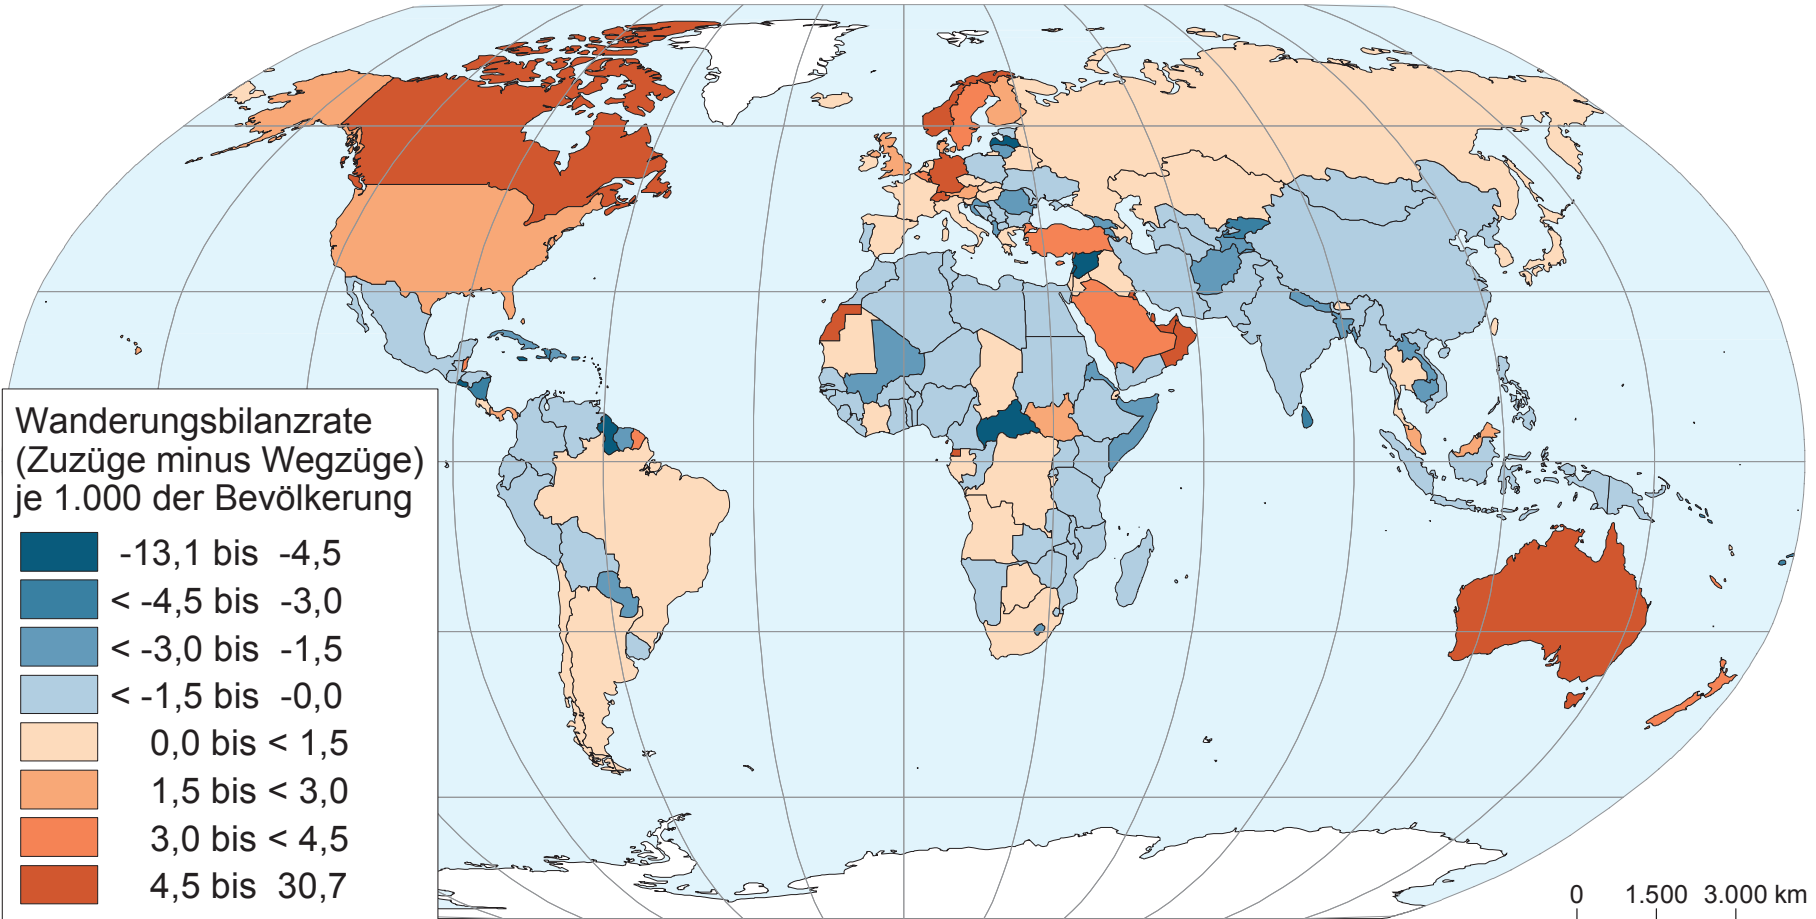 Wanderungsbilanzrate
(Zuzüge minus Wegzüge)
je 1.000 der Bevölkerung
-13,1 bis -4,5
< -4,5 bis -3,0
< -3,0 bis -1,5
< -1,5 bis -0,0
0,0 bis < 1,5
1,5 bis < 3,0
3,0 bis < 4,5
4,5 bis 30,7
0 1.500 3.000 km